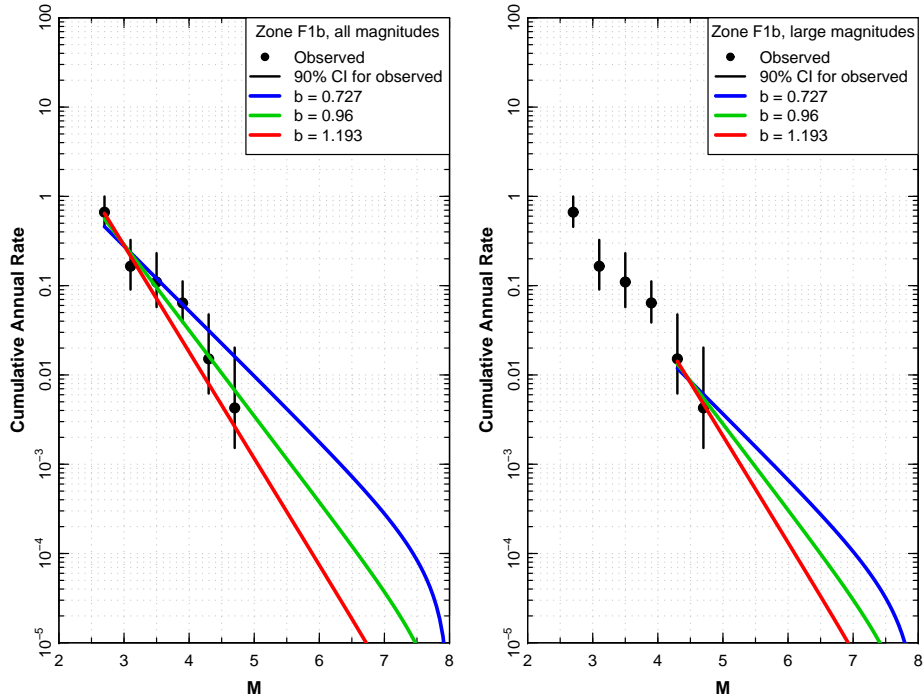 Zone F1b, all magnitudes
Observed
90% CI for observed
b = 0.727
b = 0.96
b = 1.193
100
10
1
0.1
0.01
10⁻³
10⁻⁴
10⁻⁵
Cumulative Annual Rate
2 3 4 5 6 7 8
M
Zone F1b, large magnitudes
Observed
90% CI for observed
b = 0.727
b = 0.96
b = 1.193
100
10
1
0.1
0.01
10⁻³
10⁻⁴
10⁻⁵
Cumulative Annual Rate
2 3 4 5 6 7 8
M